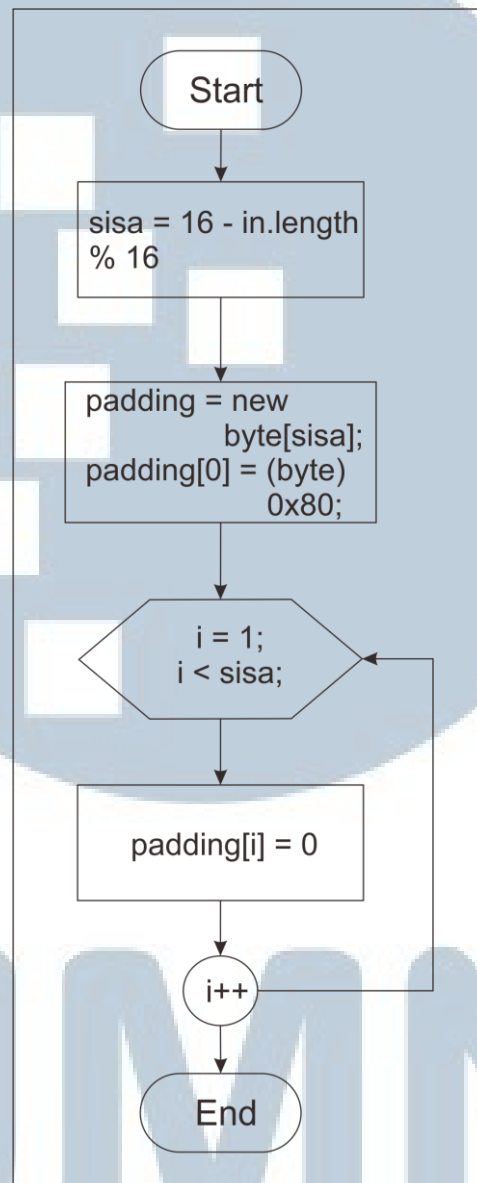 Start
sisa = 16 - in.length
% 16
padding = new
byte[sisa];
padding[0] = (byte)
0x80;
i = 1;
i < sisa;
padding[i] = 0
i++
End